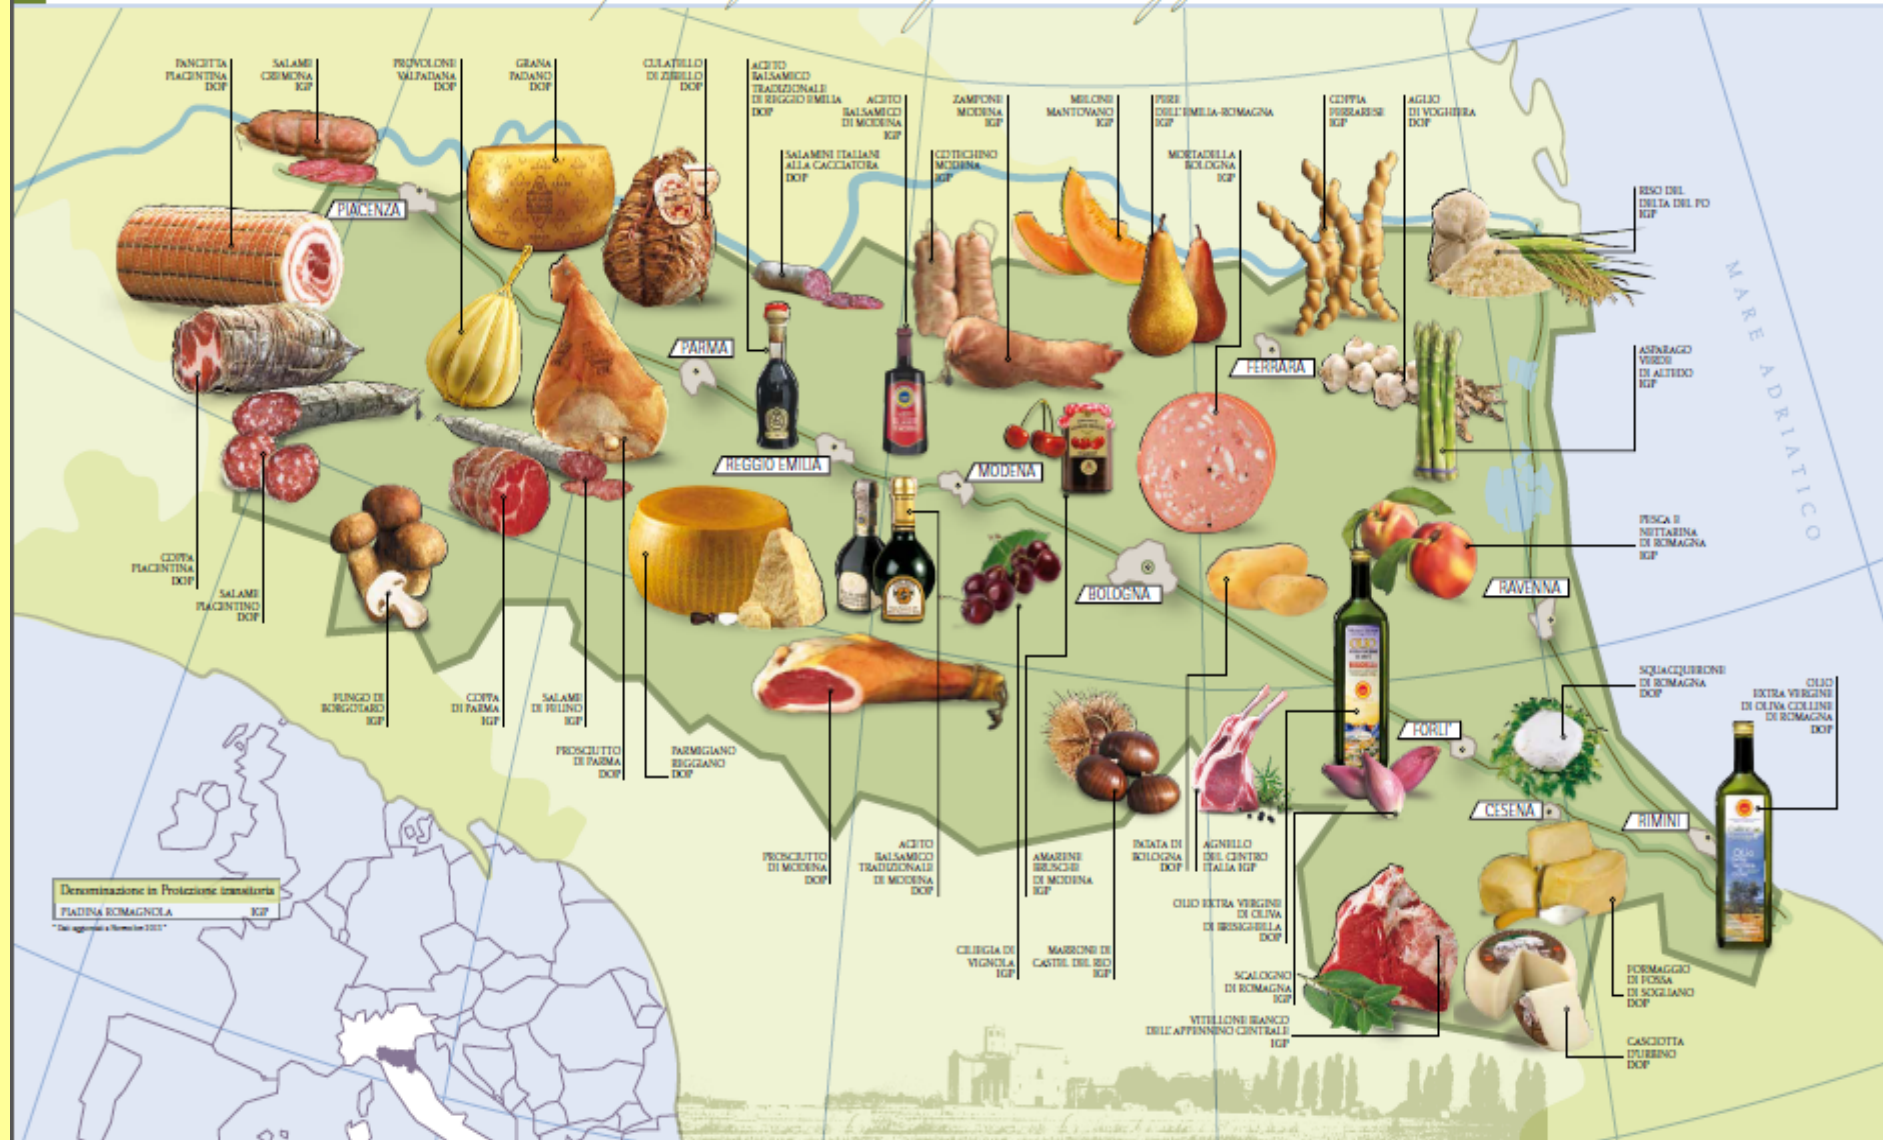 PANCETTA
PIACENTINA
DOP
SALAME
CREMONA
IGP
PROVOLONE
VALPADANA
DOP
GRANA
PADANO
DOP
CULATELLO
DI ZIBELLO
DOP
ACETO
BALSAMICO
TRADIZIONALE
DI REGGIO EMILIA
DOP
ACETO
BALSAMICO
DI MODENA
IGP
ZAMPONE
MODENA
IGP
MELONE
MANTOVANO
IGP
PERE
DELL'EMILIA-ROMAGNA
IGP
COPPIA
FERRARESE
IGP
AGLIO
DI VOGHIERA
DOP
SALAMINI ITALIANI
ALLA CACCIATORA
DOP
COTECHINO
MODENA
IGP
MORTADELLA
BOLOGNA
IGP
RISO DEL
DELTA DEL PO
IGP
PIACENZA
PARMA
REGGIO EMILIA
MODENA
FERRARA
BOLOGNA
RAVENNA
FORLI'
CESENA
RIMINI
MARE ADRIATICO
ASPARAGO
VERDE
DI ALTEDO
IGP
PESCA E
NETTARINA
DI ROMAGNA
IGP
COPPA
PIACENTINA
DOP
SALAME
PIACENTINO
DOP
FUNGO DI
BORGOTARO
IGP
COPPA
DI PARMA
IGP
SALAME
DI FELINO
IGP
PROSCIUTTO
DI PARMA
DOP
PARMIGIANO
REGGIANO
DOP
SQUACQUERONE
DI ROMAGNA
DOP
OLIO
EXTRA VERGINE
DI OLIVA COLLINE
DI ROMAGNA
DOP
PROSCIUTTO
DI MODENA
DOP
ACETO
BALSAMICO
TRADIZIONALE
DI MODENA
DOP
AMARENE
BRUSCHE
DI MODENA
IGP
PATATA DI
BOLOGNA
DOP
AGNELLO
DEL CENTRO
ITALIA IGP
OLIO EXTRA VERGINE
DI OLIVA
DI BRISIGHELLA
DOP
CILIEGIA DI
VIGNOLA
IGP
MARRONE DI
CASTEL DEL RIO
IGP
SCALOGNO
DI ROMAGNA
IGP
VITELLONE BIANCO
DELL'APPENNINO CENTRALE
IGP
FORMAGGIO
DI FOSSA
DI SOGLIANO
DOP
CASCIOTTA
D'URBINO
DOP
Denominazione in Protezione transitoria
PIADINA ROMAGNOLA IGP
OLIO